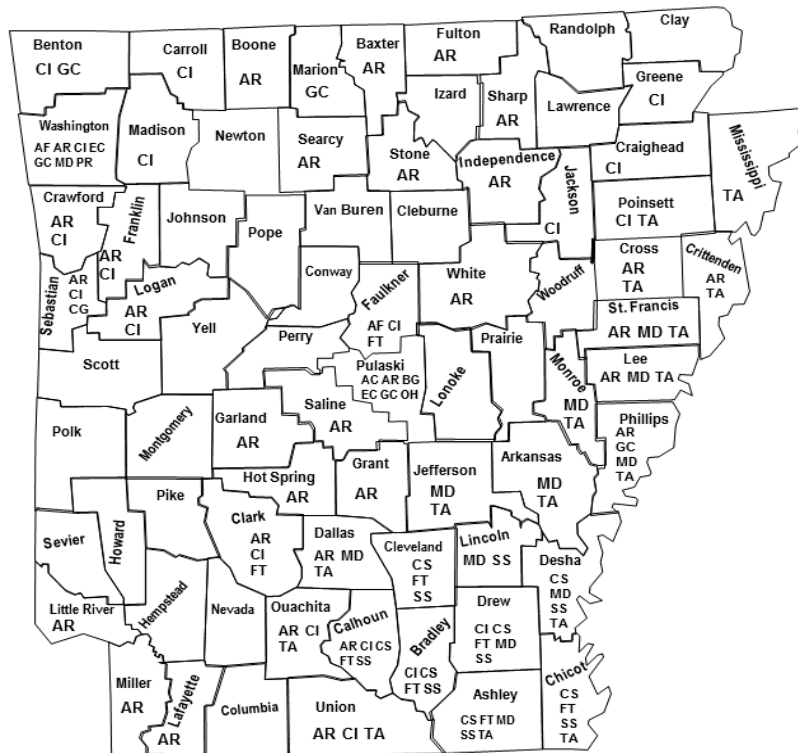 Benton
CI GC
Carroll
CI
Boone
AR
Marion
GC
Baxter
AR
Fulton
AR
Randolph
Clay
Izard
Sharp
AR
Lawrence
Greene
CI
Washington
AF AR CI EC
GC MD PR
Madison
CI
Newton
Searcy
AR
Stone
AR
Independence
AR
Jackson
CI
Craighead
CI
Mississippi
TA
Crawford
AR
CI
Franklin
AR
CI
Johnson
Pope
Van Buren
Cleburne
Poinsett
CI TA
Sebastian
AR
CI
CG
Logan
AR
CI
Conway
Faulkner
AF CI
FT
White
AR
Woodruff
Cross
AR
TA
Crittenden
AR
TA
St. Francis
AR MD TA
Scott
Yell
Perry
Pulaski
AC AR BG
EC GC OH
Lonoke
Prairie
Monroe
MD
TA
Lee
AR MD TA
Polk
Montgomery
Garland
AR
Saline
AR
Phillips
AR
GC
MD
TA
Hot Spring
AR
Grant
AR
Jefferson
MD
TA
Arkansas
MD
TA
Sevier
Howard
Pike
Clark
AR
CI
FT
Dallas
AR MD
TA
Cleveland
CS
FT
SS
Lincoln
MD SS
Desha
CS
MD
SS
TA
Little River
AR
Hempstead
Nevada
Ouachita
AR CI
TA
Calhoun
AR CI CS
FT SS
Bradley
CI CS
FT SS
Drew
CI CS
FT MD
SS
Miller
AR
Lafayette
AR
Columbia
Union
AR CI TA
Ashley
CS FT MD
SS TA
Chicot
CS
FT
SS
TA